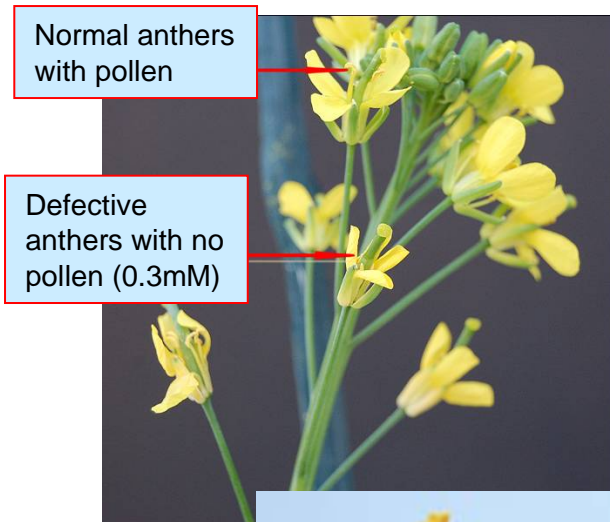 Normal anthers
with pollen
Defective
anthers with no
pollen (0.3mM)